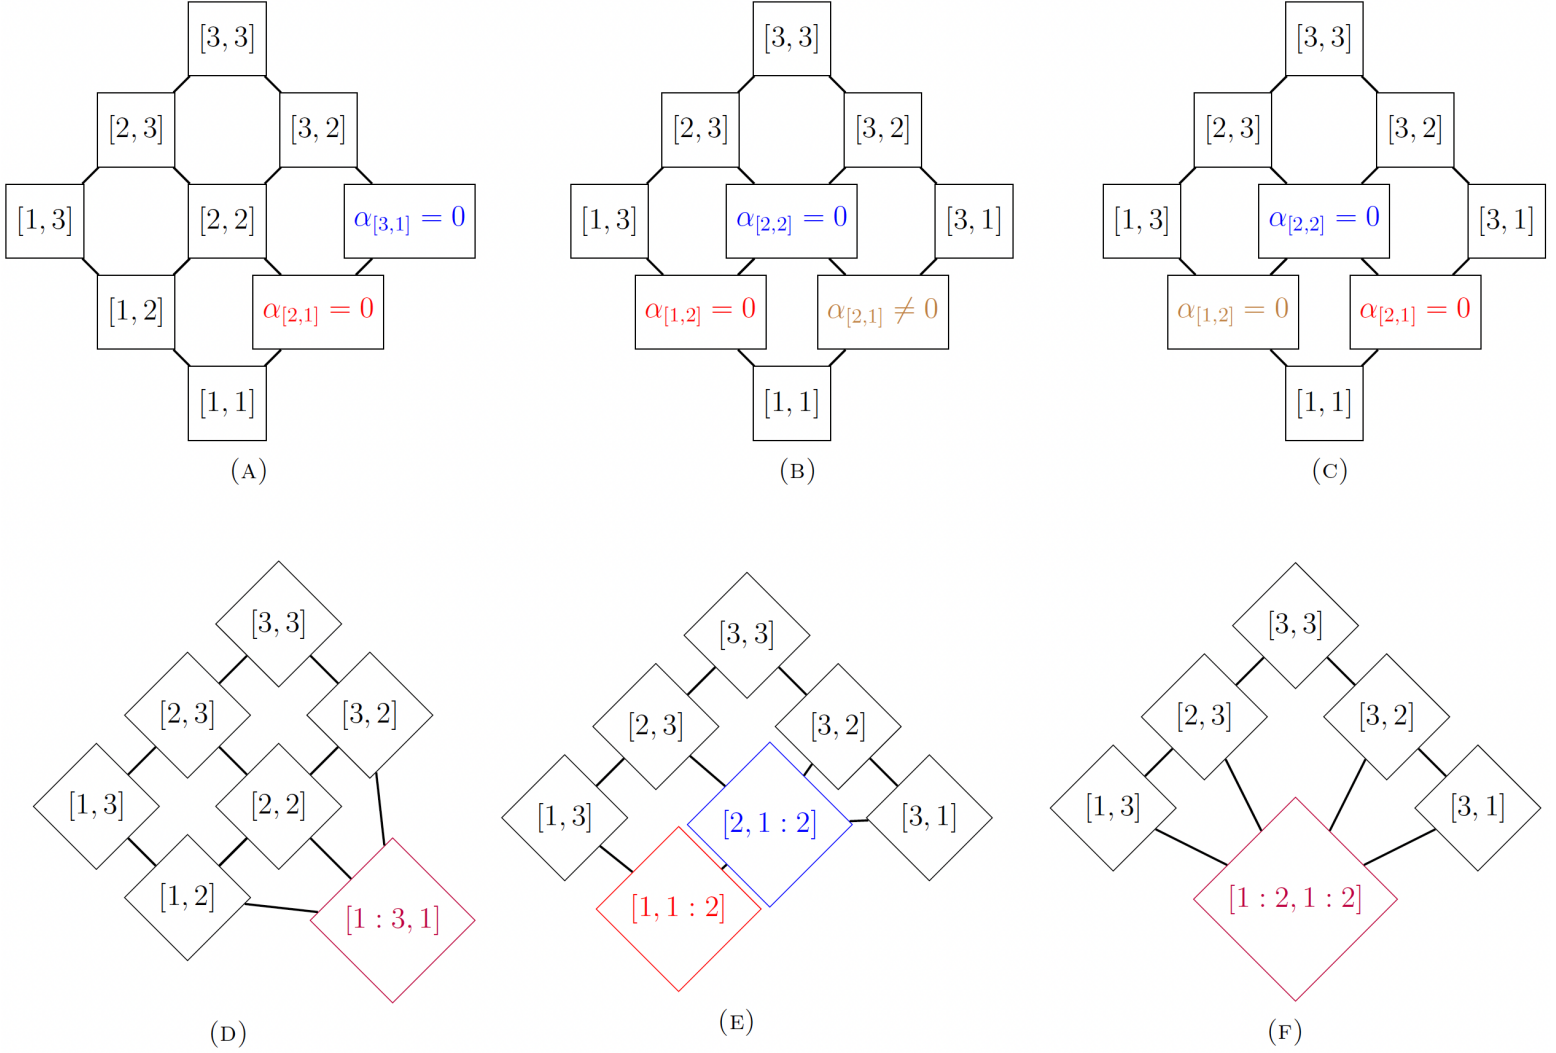 [3, 3] [3, 3] [3, 3]
[2, 3] [3, 2] [2, 3] [3, 2] [2, 3] [3, 2]
[1, 3] [2, 2] α[3,1] = 0 [1, 3] α[2,2] = 0 [3, 1] [1, 3] α[2,2] = 0 [3, 1]
[1, 2] α[2,1] = 0 α[1,2] = 0 α[2,1] ≠ 0 α[1,2] = 0 α[2,1] = 0
[1, 1] [1, 1] [1, 1]
(A) (B) (C)
[3, 3] [3, 3] [3, 3]
[2, 3] [3, 2] [2, 3] [3, 2] [2, 3] [3, 2]
[1, 3] [2, 2] [1, 3] [2, 1 : 2] [3, 1] [1, 3] [3, 1]
[1, 2] [1 : 3, 1] [1, 1 : 2] [1 : 2, 1 : 2]
(D) (E) (F)